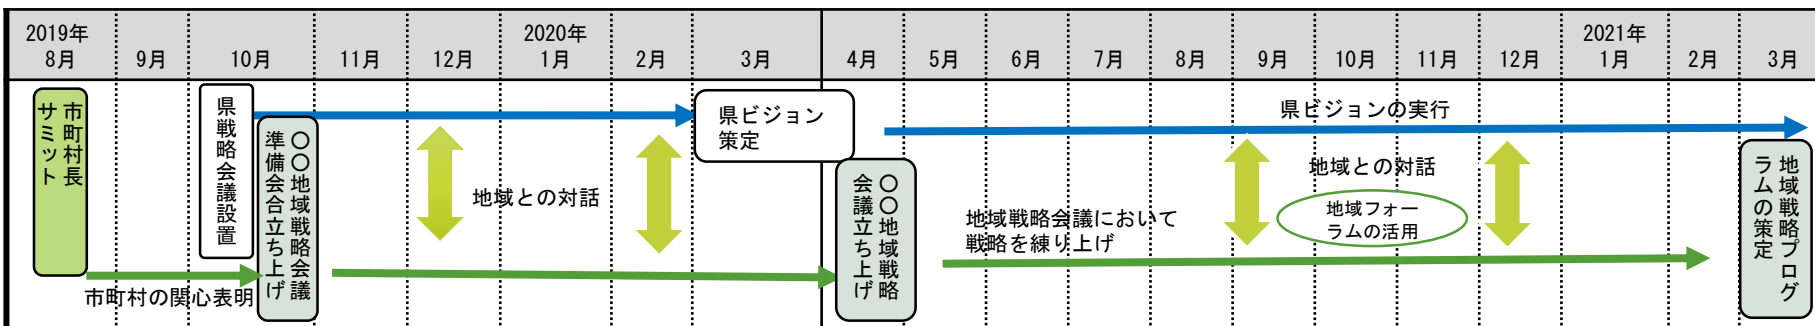 2019年
8月
9月
10月
11月
12月
2020年
1月
2月
3月
4月
5月
6月
7月
8月
9月
10月
11月
12月
2021年
1月
2月
3月
市町村長
サミット
県戦略会議設置
〇〇地域戦略会議
準備会合立ち上げ
市町村の関心表明
地域との対話
県ビジョン
策定
〇〇地域戦略
会議立ち上げ
県ビジョンの実行
地域との対話
地域フォー
ラムの活用
地域戦略会議において
戦略を練り上げ
地域戦略プログ
ラムの策定